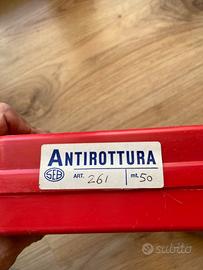 ANTIROTTURA
SEB ART. 261 mt. 50
subito